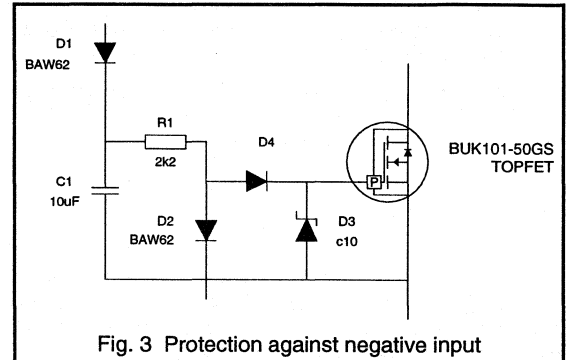 D1
BAW62
R1
2k2
D4
C1
10uF
D2
BAW62
D3
c10
P
BUK101-50GS
TOPFET
Fig. 3 Protection against negative input